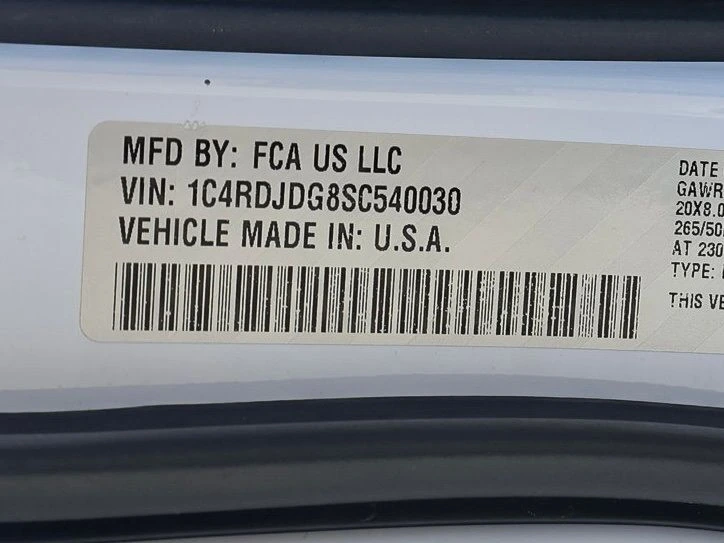 MFD BY: FCA US LLC
VIN: 1C4RDJDG8SC540030
VEHICLE MADE IN: U.S.A.
DATE
GAWR
20X8.0
265/50
AT 230
TYPE:
THIS VE